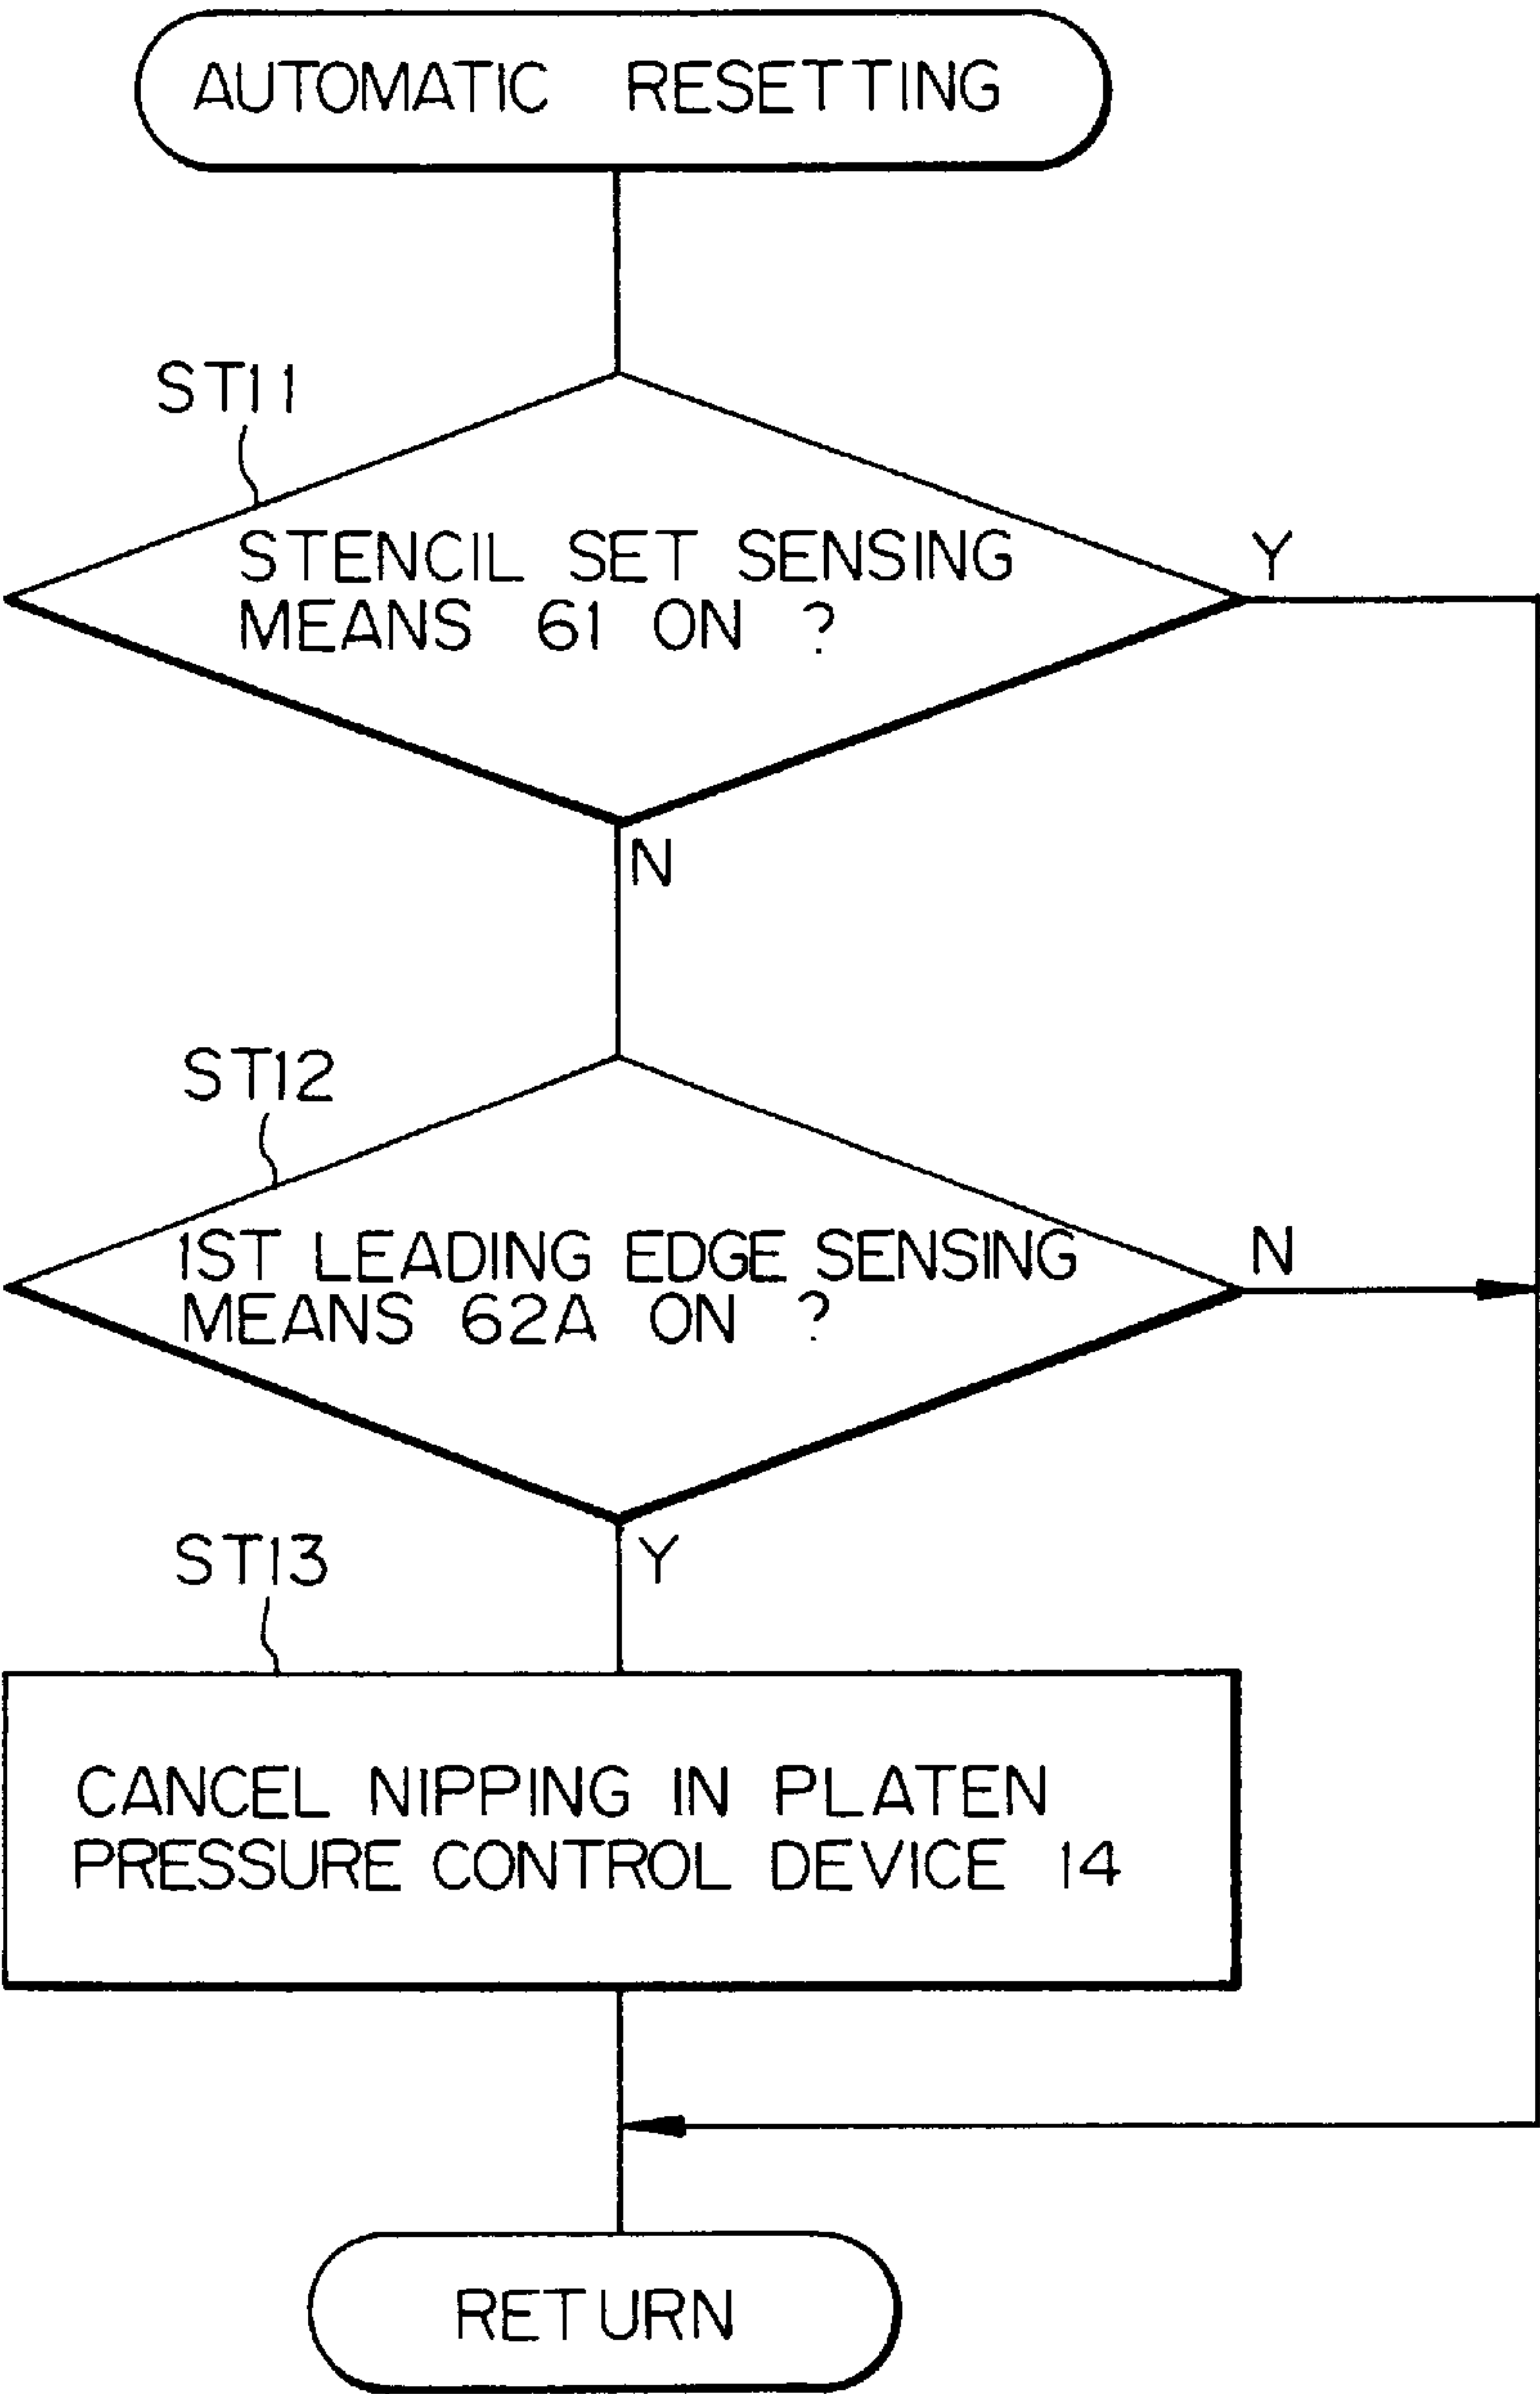 AUTOMATIC RESETTING
ST11
STENCIL SET SENSING
MEANS 61 ON ?
Y
N
ST12
1ST LEADING EDGE SENSING
MEANS 62A ON ?
N
Y
ST13
CANCEL NIPPING IN PLATEN
PRESSURE CONTROL DEVICE 14
RETURN